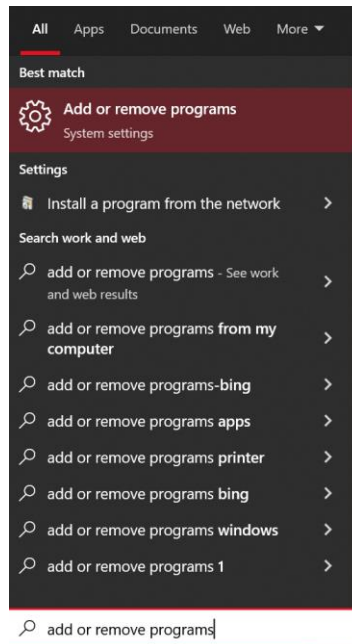 All Apps Documents Web More
Best match
Add or remove programs
System settings
Settings
Install a program from the network
Search work and web
add or remove programs - See work
and web results
add or remove programs from my
computer
add or remove programs-bing
add or remove programs apps
add or remove programs printer
add or remove programs bing
add or remove programs windows
add or remove programs 1
add or remove programs